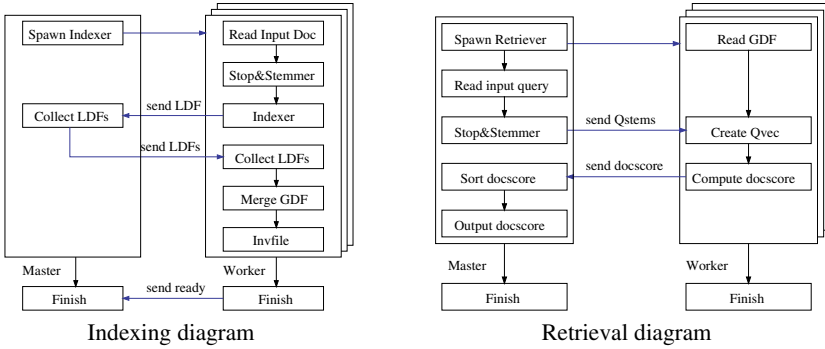 Spawn Indexer
Read Input Doc
Stop&Stemmer
send LDF
Collect LDFs
Indexer
send LDFs
Collect LDFs
Merge GDF
Invfile
Master
Worker
send ready
Finish
Finish
Indexing diagram
Spawn Retriever
Read GDF
Read input query
send Qstems
Stop&Stemmer
Create Qvec
send docscore
Sort docscore
Compute docscore
Output docscore
Master
Worker
Finish
Finish
Retrieval diagram